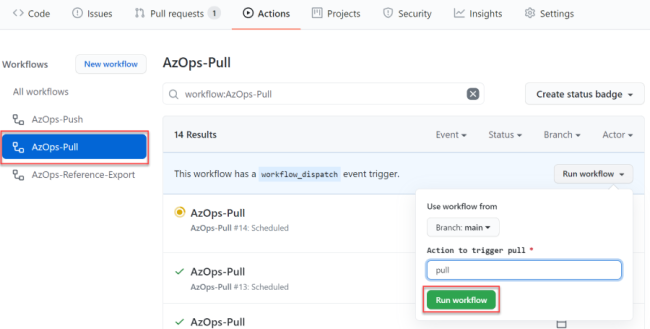 Code Issues Pull requests 1 Actions Projects Security Insights Settings
Workflows New workflow
All workflows
AzOps-Push
AzOps-Pull
AzOps-Reference-Export
AzOps-Pull
workflow:AzOps-Pull
Create status badge
14 Results Event Status Branch Actor
This workflow has a workflow_dispatch event trigger. Run workflow
Use workflow from
Branch: main
Action to trigger pull *
pull
Run workflow
AzOps-Pull
AzOps-Pull #14: Scheduled
AzOps-Pull
AzOps-Pull #13: Scheduled
AzOps-Pull